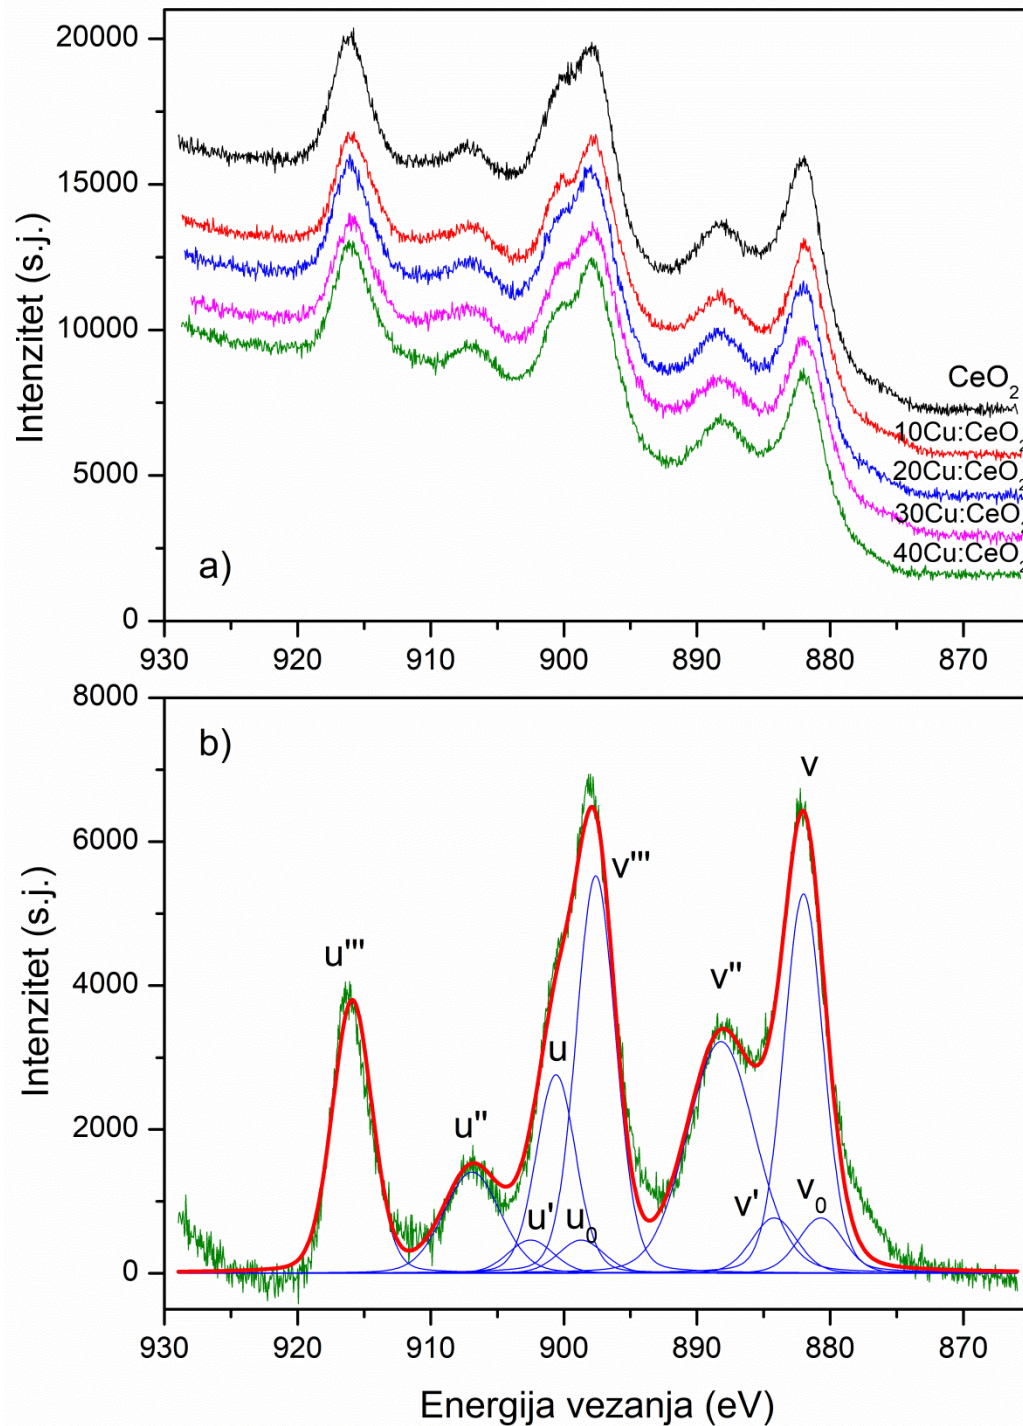 20000
15000
10000
5000
0
Intenzitet (s.j.)
CeO2
10Cu:CeO2
20Cu:CeO2
30Cu:CeO2
40Cu:CeO2
a)
930 920 910 900 890 880 870
8000
6000
4000
2000
0
Intenzitet (s.j.)
b)
v
v'''
u'''
v''
u
u''
u' u0
v' v0
930 920 910 900 890 880 870
Energija vezanja (eV)